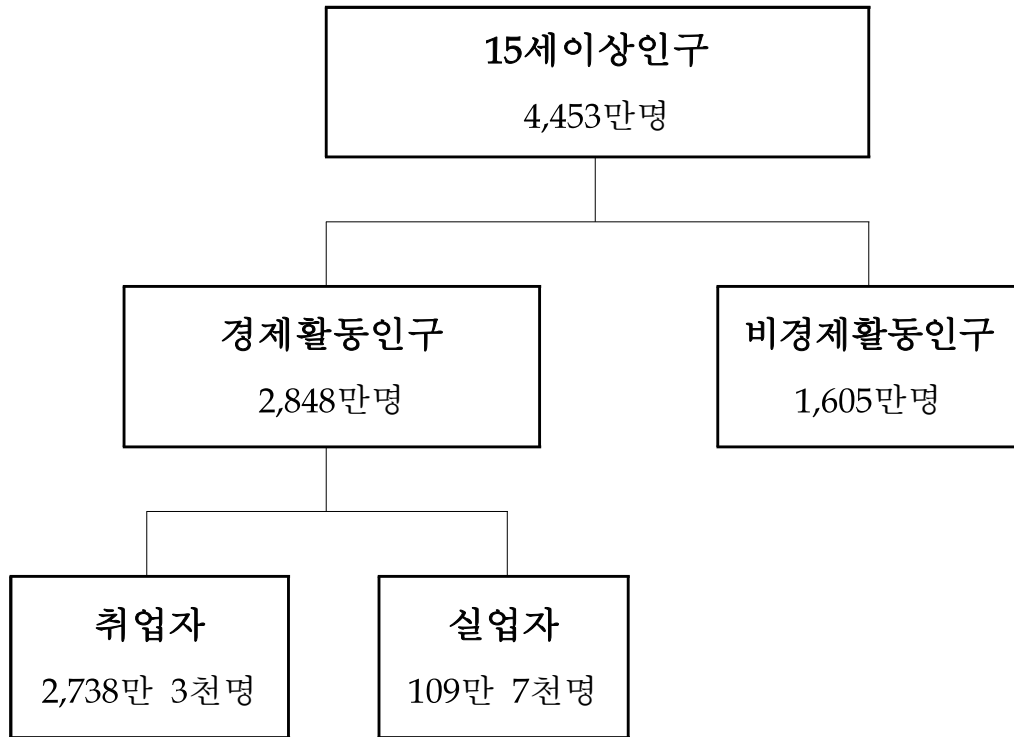 15세이상인구
4,453만명
경제활동인구
2,848만명
비경제활동인구
1,605만명
취업자
2,738만 3천명
실업자
109만 7천명